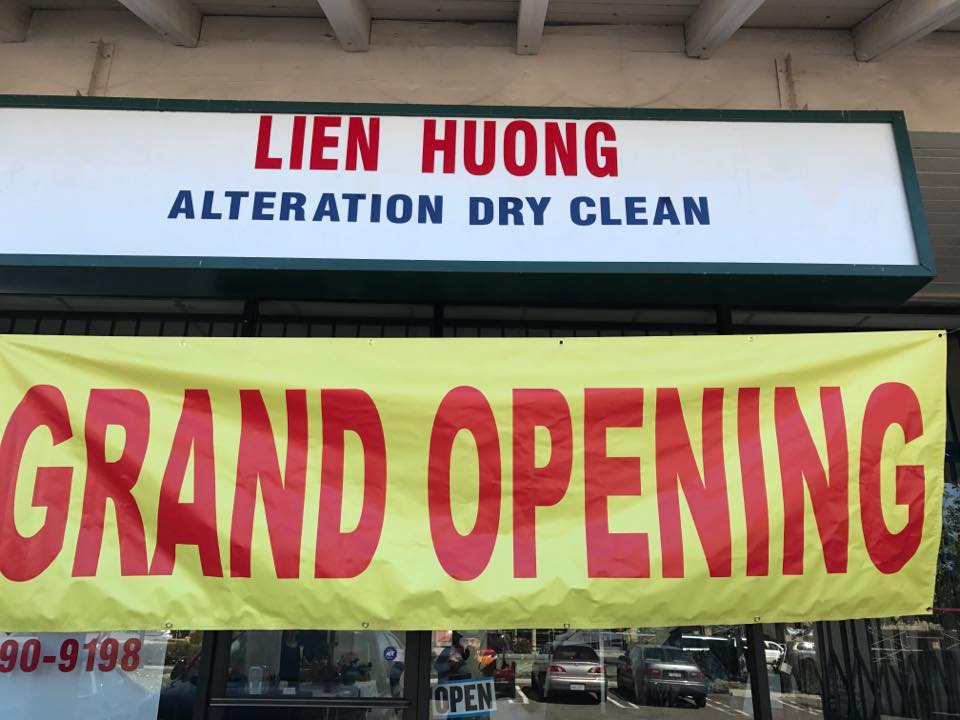 LIEN HUONG
ALTERATION DRY CLEAN
GRAND OPENING
90-9198
OPEN